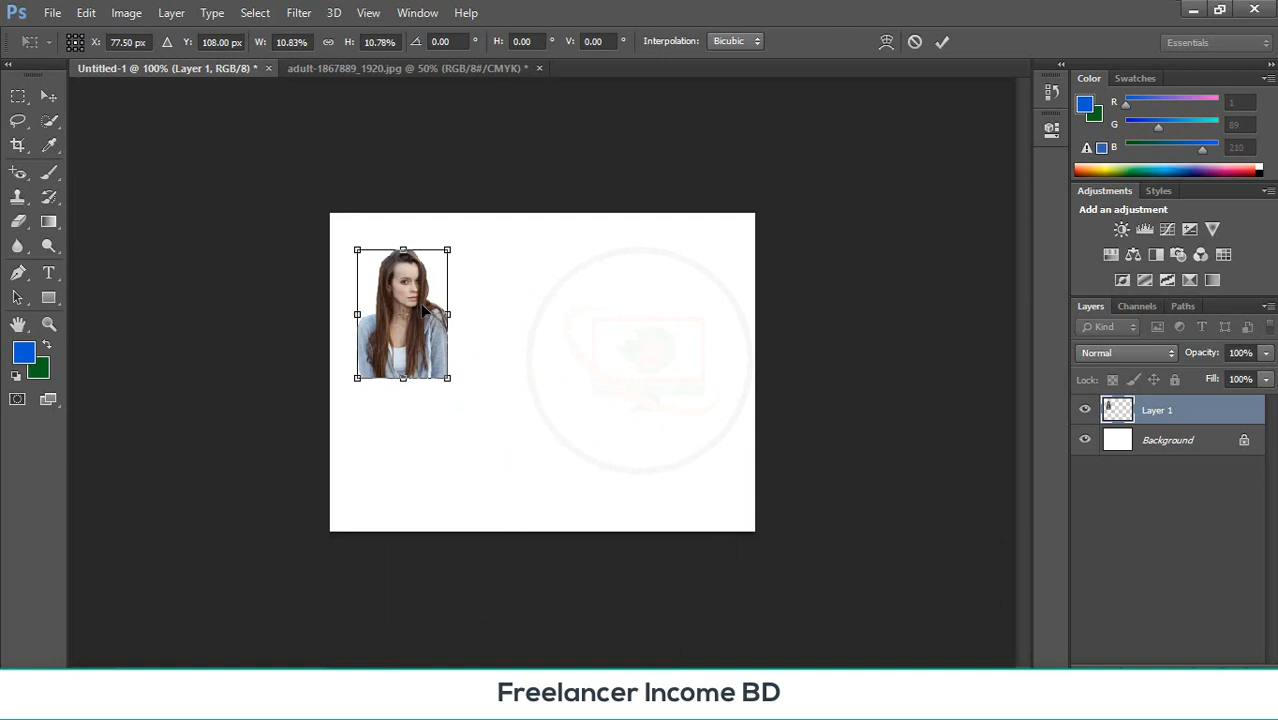 Ps File Edit Image Layer Type Select Filter 3D View Window Help
X: 77.50 px Y: 108.00 px W: 10.83% H: 10.78% 0.00 ° H: 0.00 ° V: 0.00 ° Interpolation: Bicubic Essentials
Untitled-1 @ 100% (Layer 1, RGB/8) * × adult-1867889_1920.jpg @ 50% (RGB/8#/CMYK) * ×
Color Swatches
R 1
G 89
B 210
Adjustments Styles
Add an adjustment
Layers Channels Paths
Kind
Normal Opacity: 100%
Lock: Fill: 100%
Layer 1
Background
Freelancer Income BD